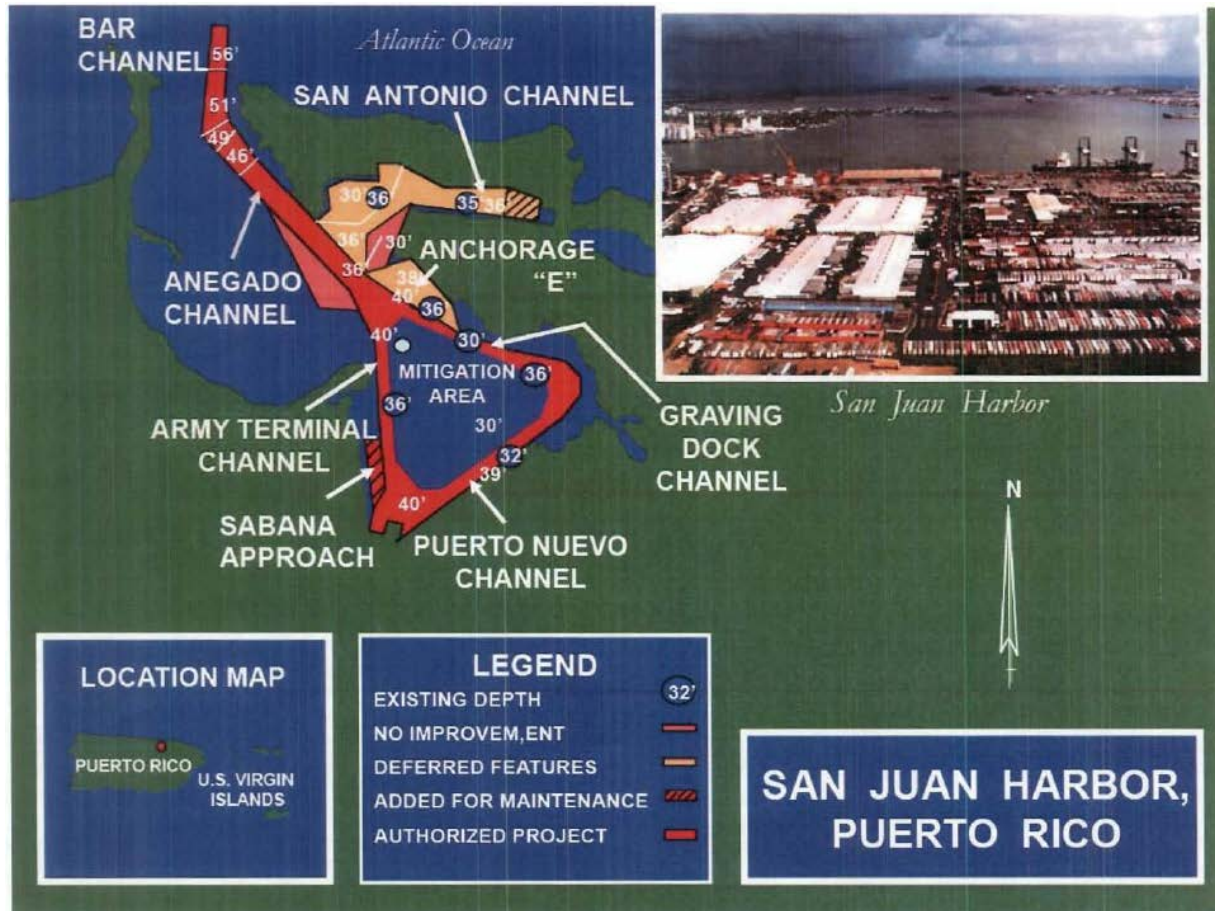 BAR
CHANNEL
Atlantic Ocean
56'
SAN ANTONIO CHANNEL
51'
49'
46'
30'
36
35'
36'
36'
30'
36'
ANCHORAGE
"E"
38'
40'
36
ANEGADO
CHANNEL
40'
30'
MITIGATION
AREA
36'
36'
30'
San Juan Harbor
ARMY TERMINAL
CHANNEL
GRAVING
DOCK
CHANNEL
32'
39'
40'
SABANA
APPROACH
PUERTO NUEVO
CHANNEL
N
LOCATION MAP
PUERTO RICO
U.S. VIRGIN
ISLANDS
LEGEND
EXISTING DEPTH 32'
NO IMPROVEM,ENT
DEFERRED FEATURES
ADDED FOR MAINTENANCE
AUTHORIZED PROJECT
SAN JUAN HARBOR,
PUERTO RICO